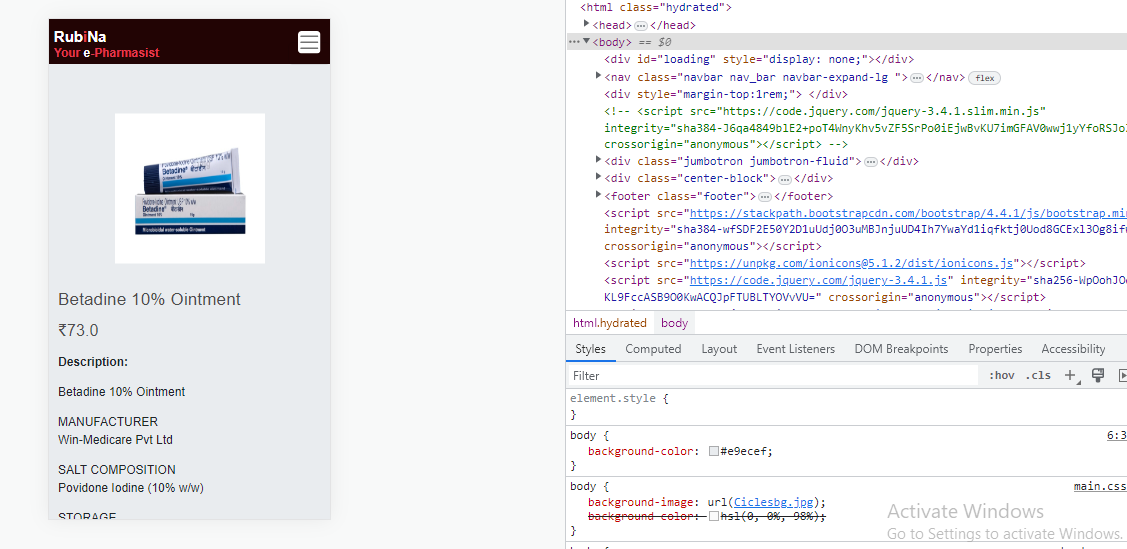 RubiNa
Your e-Pharmasist
Betadine
Betadine
Microbicidal water-soluble Ointment
Betadine 10% Ointment
₹73.0
Description:
Betadine 10% Ointment
MANUFACTURER
Win-Medicare Pvt Ltd
SALT COMPOSITION
Povidone Iodine (10% w/w)
STORAGE
<html class="hydrated">
<head>…</head>
…<body> == $0
<div id="loading" style="display: none;"></div>
<nav class="navbar nav_bar navbar-expand-lg ">…</nav> flex
<div style="margin-top:1rem;"> </div>
<!-- <script src="https://code.jquery.com/jquery-3.4.1.slim.min.js"
integrity="sha384-J6qa4849blE2+poT4WnyKhv5vZF5SrPo0iEjwBvKU7imGFAV0wwj1yYfoRSJoZ
crossorigin="anonymous"></script> -->
<div class="jumbotron jumbotron-fluid">…</div>
<div class="center-block">…</div>
<footer class="footer">…</footer>
<script src="https://stackpath.bootstrapcdn.com/bootstrap/4.4.1/js/bootstrap.min
integrity="sha384-wfSDF2E50Y2D1uUdj0O3uMBJnjuUD4Ih7YwaYd1iqfktj0Uod8GCExl3Og8ifw
crossorigin="anonymous"></script>
<script src="https://unpkg.com/ionicons@5.1.2/dist/ionicons.js"></script>
<script src="https://code.jquery.com/jquery-3.4.1.js" integrity="sha256-WpOohJO
KL9FccASB9O0KwACQJpFTUBLTYOVvVU=" crossorigin="anonymous"></script>
html.hydrated body
Styles Computed Layout Event Listeners DOM Breakpoints Properties Accessibility
Filter :hov .cls +
element.style {
}
body { 6:3
background-color: #e9ecef;
}
body { main.css
background-image: url(Ciclesbg.jpg);
background-color: hsl(0, 0%, 98%);
}
Activate Windows
Go to Settings to activate Windows.